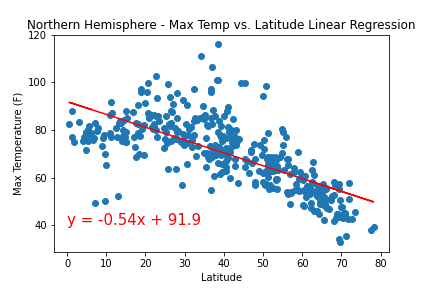 Northern Hemisphere - Max Temp vs. Latitude Linear Regression
120
100
80
60
40
Max Temperature (F)
y = -0.54x + 91.9
0 10 20 30 40 50 60 70 80
Latitude